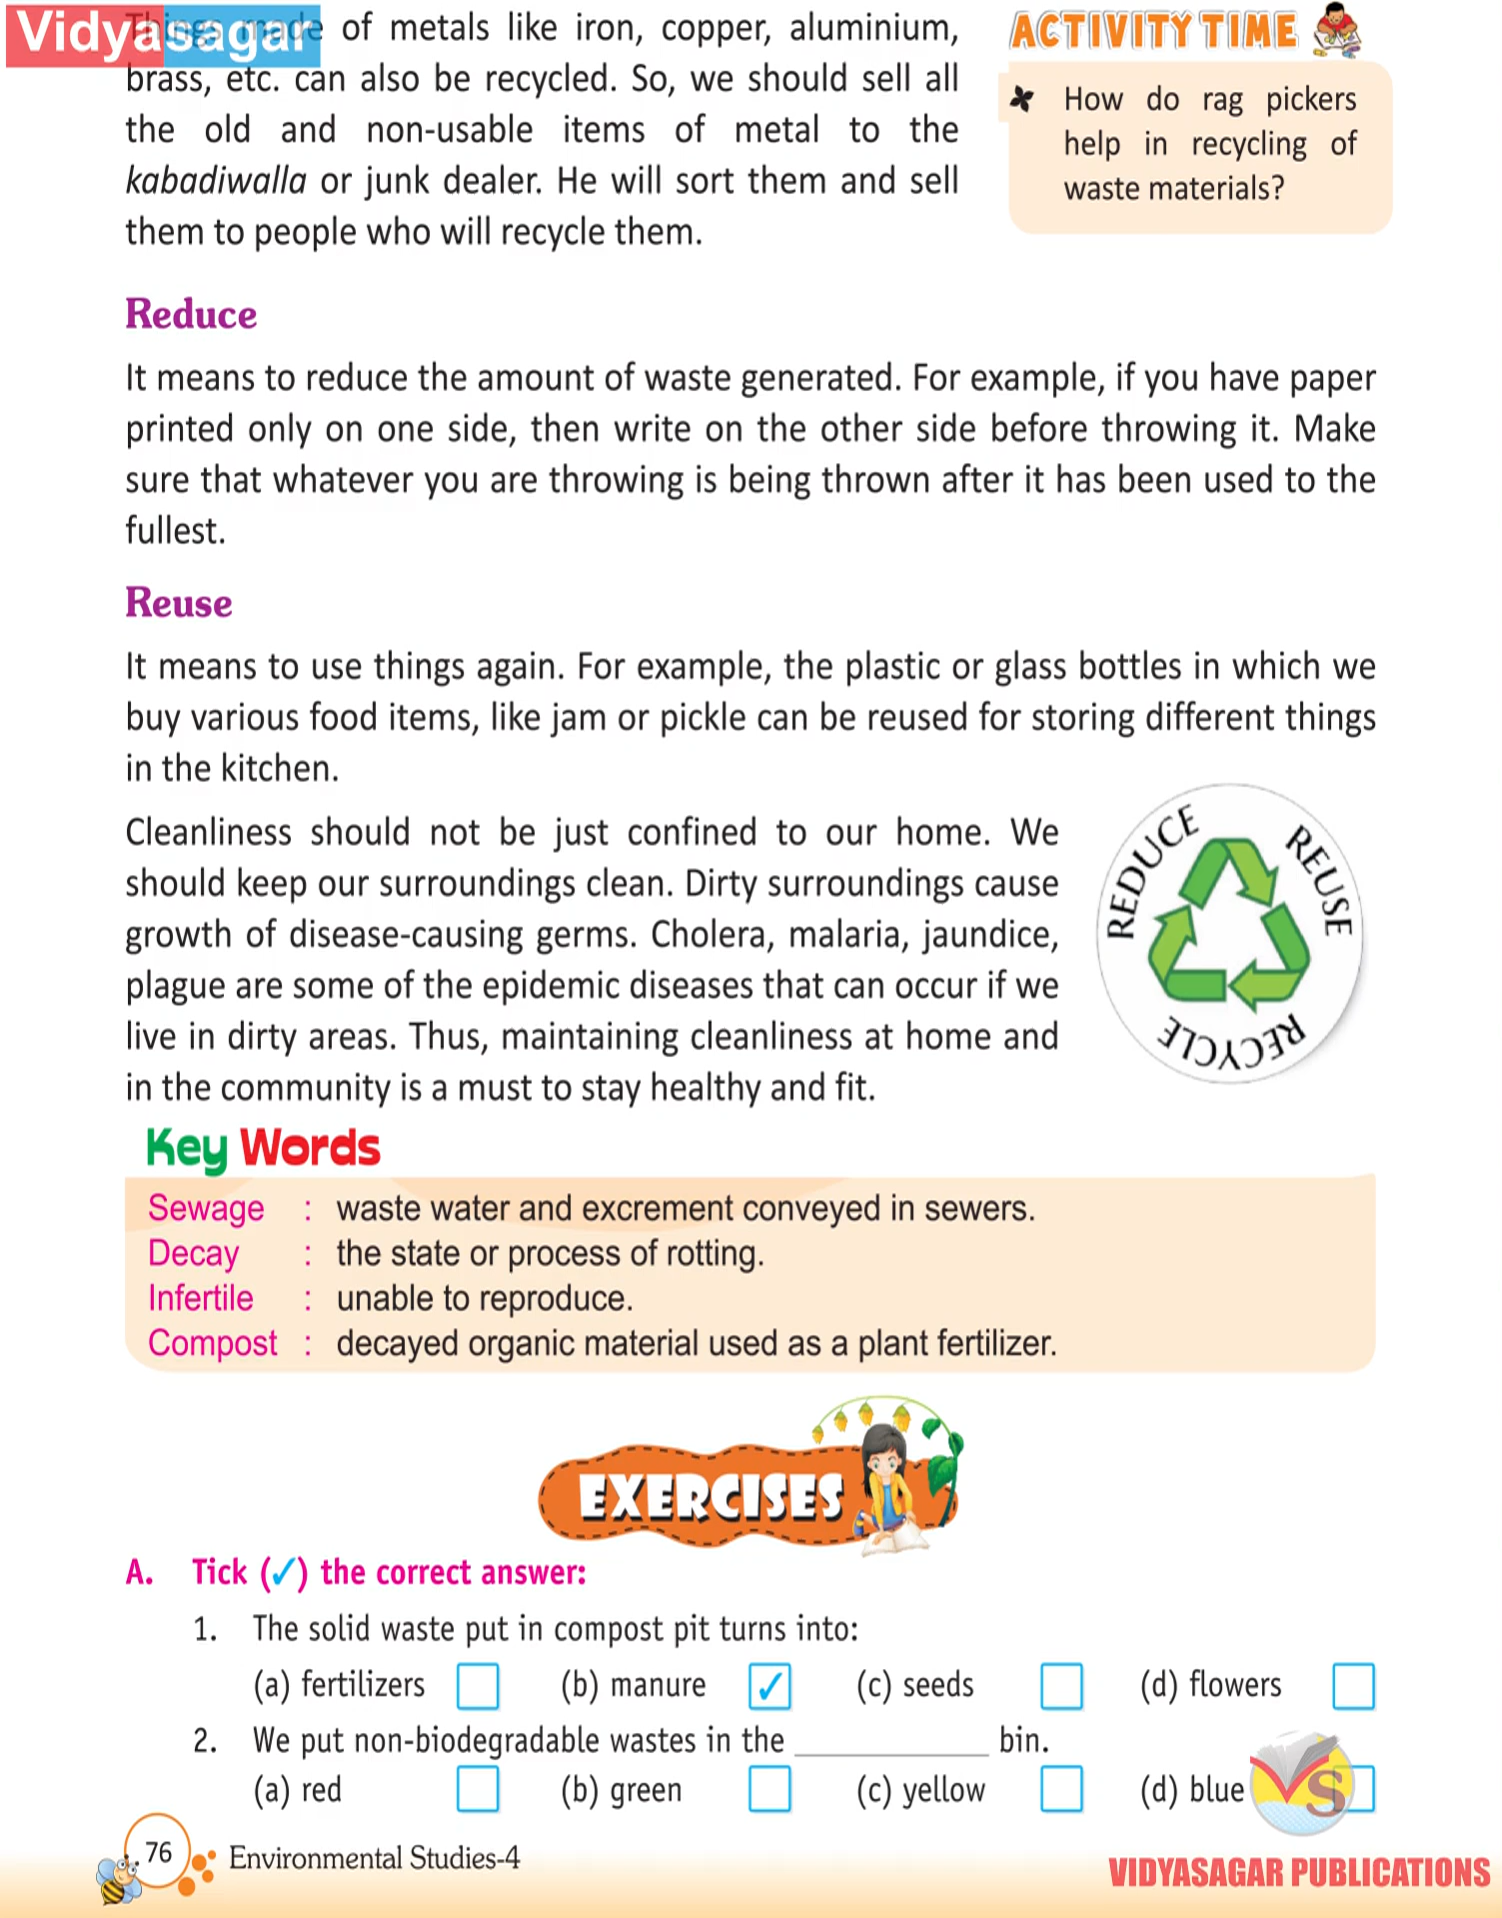 Vidyasagar
Things made of metals like iron, copper, aluminium,
brass, etc. can also be recycled. So, we should sell all
the old and non-usable items of metal to the
kabadiwalla or junk dealer. He will sort them and sell
them to people who will recycle them.
ACTIVITY TIME
How do rag pickers
help in recycling of
waste materials?
Reduce
It means to reduce the amount of waste generated. For example, if you have paper
printed only on one side, then write on the other side before throwing it. Make
sure that whatever you are throwing is being thrown after it has been used to the
fullest.
Reuse
It means to use things again. For example, the plastic or glass bottles in which we
buy various food items, like jam or pickle can be reused for storing different things
in the kitchen.
Cleanliness should not be just confined to our home. We
should keep our surroundings clean. Dirty surroundings cause
growth of disease-causing germs. Cholera, malaria, jaundice,
plague are some of the epidemic diseases that can occur if we
live in dirty areas. Thus, maintaining cleanliness at home and
in the community is a must to stay healthy and fit.
REDUCE
REUSE
RECYCLE
Key Words
Sewage : waste water and excrement conveyed in sewers.
Decay : the state or process of rotting.
Infertile : unable to reproduce.
Compost : decayed organic material used as a plant fertilizer.
EXERCISES
A. Tick (✓) the correct answer:
1. The solid waste put in compost pit turns into:
(a) fertilizers (b) manure ✓ (c) seeds (d) flowers
2. We put non-biodegradable wastes in the ____________ bin.
(a) red (b) green (c) yellow (d) blue
VS
76 Environmental Studies-4
VIDYASAGAR PUBLICATIONS